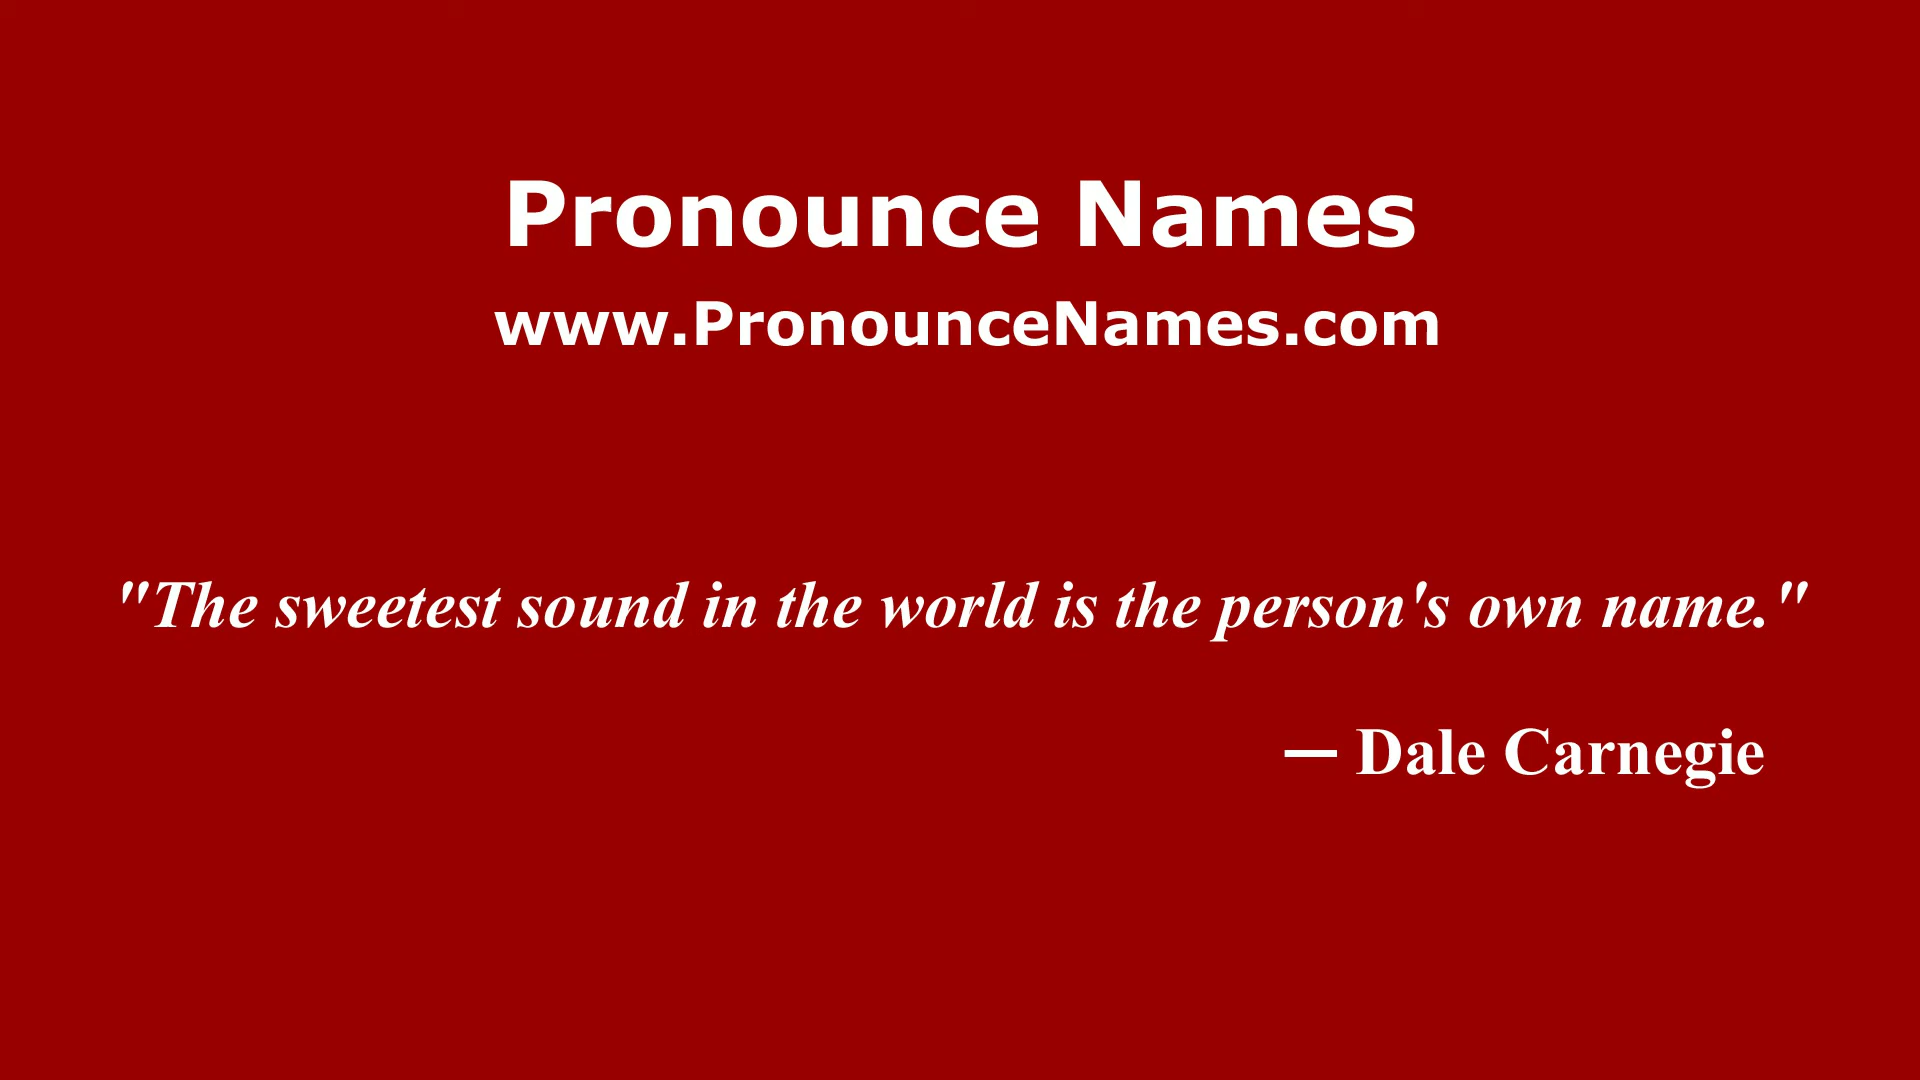 Pronounce Names
www.PronounceNames.com
"The sweetest sound in the world is the person's own name."
— Dale Carnegie